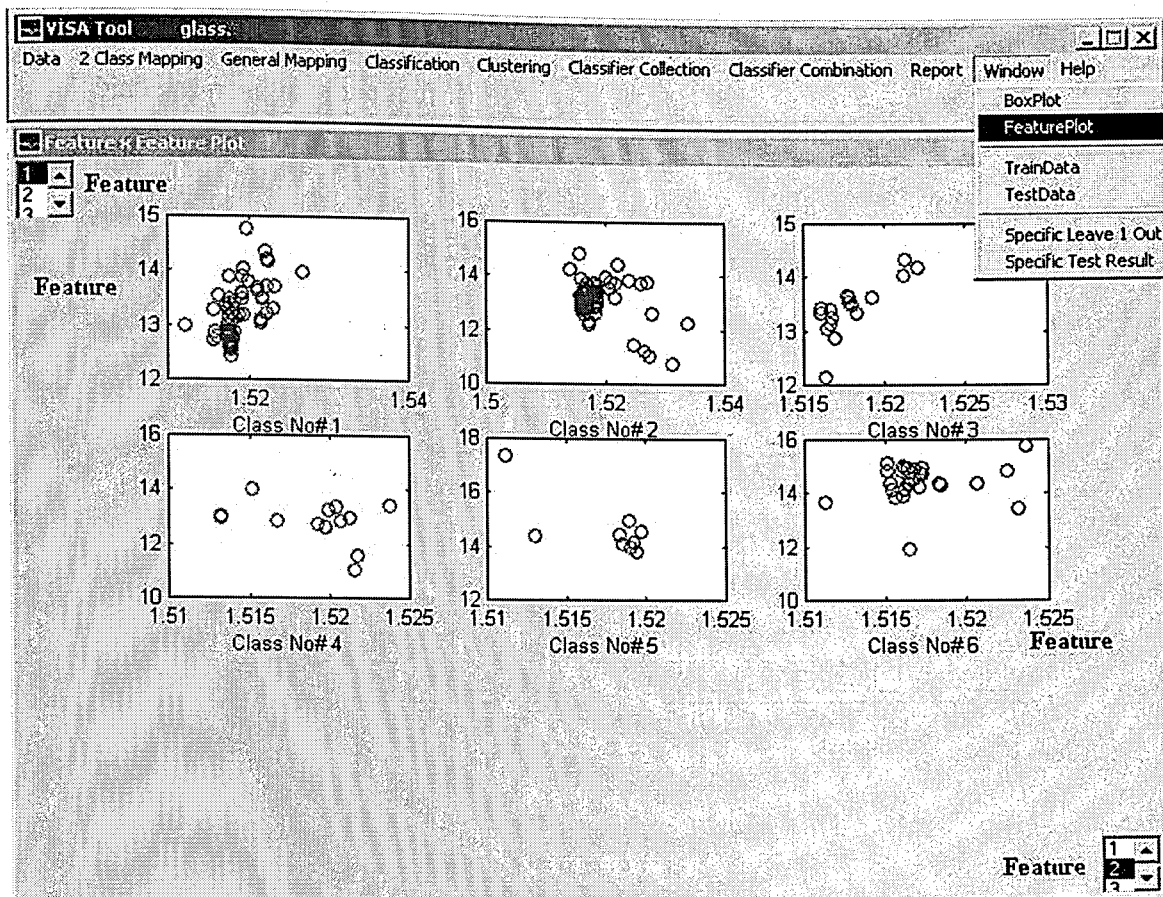 VISA Tool glass.
Data 2 Class Mapping General Mapping Classification Clustering Classifier Collection Classifier Combination Report Window Help
BoxPlot
FeaturePlot
TrainData
TestData
Specific Leave 1 Out
Specific Test Result
Feature x Feature Plot
1
2
3
Feature
Feature
15
14
13
12
1.52
1.54
Class No#1
16
14
12
10
1.5
1.52
1.54
Class No#2
15
14
13
12
1.515
1.52
1.525
1.53
Class No#3
16
14
12
10
1.51
1.515
1.52
1.525
Class No#4
18
16
14
12
1.51
1.515
1.52
1.525
Class No#5
16
14
12
10
1.51
1.515
1.52
1.525
Class No#6
Feature
Feature
1
2
3